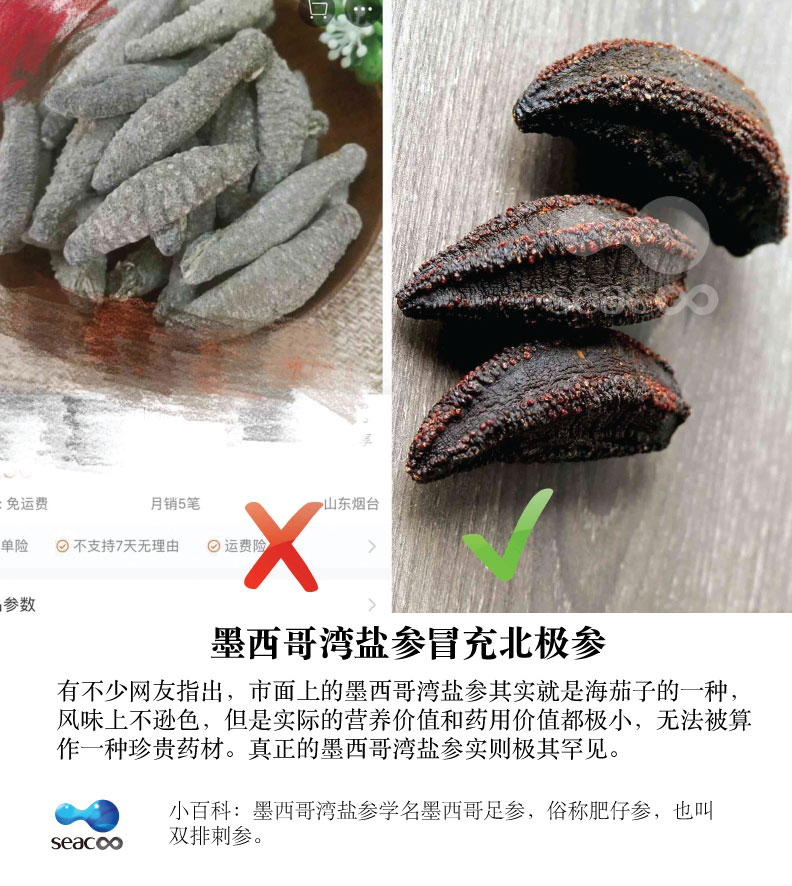 seacoo
享
: 免运费
月销5笔
山东烟台
单险
不支持7天无理由
运费险
品参数
墨西哥湾盐参冒充北极参
有不少网友指出，市面上的墨西哥湾盐参其实就是海茄子的一种，
风味上不逊色，但是实际的营养价值和药用价值都极小，无法被算
作一种珍贵药材。真正的墨西哥湾盐参实则极其罕见。
小百科：墨西哥湾盐参学名墨西哥足参，俗称肥仔参，也叫
双排刺参。
seacoo